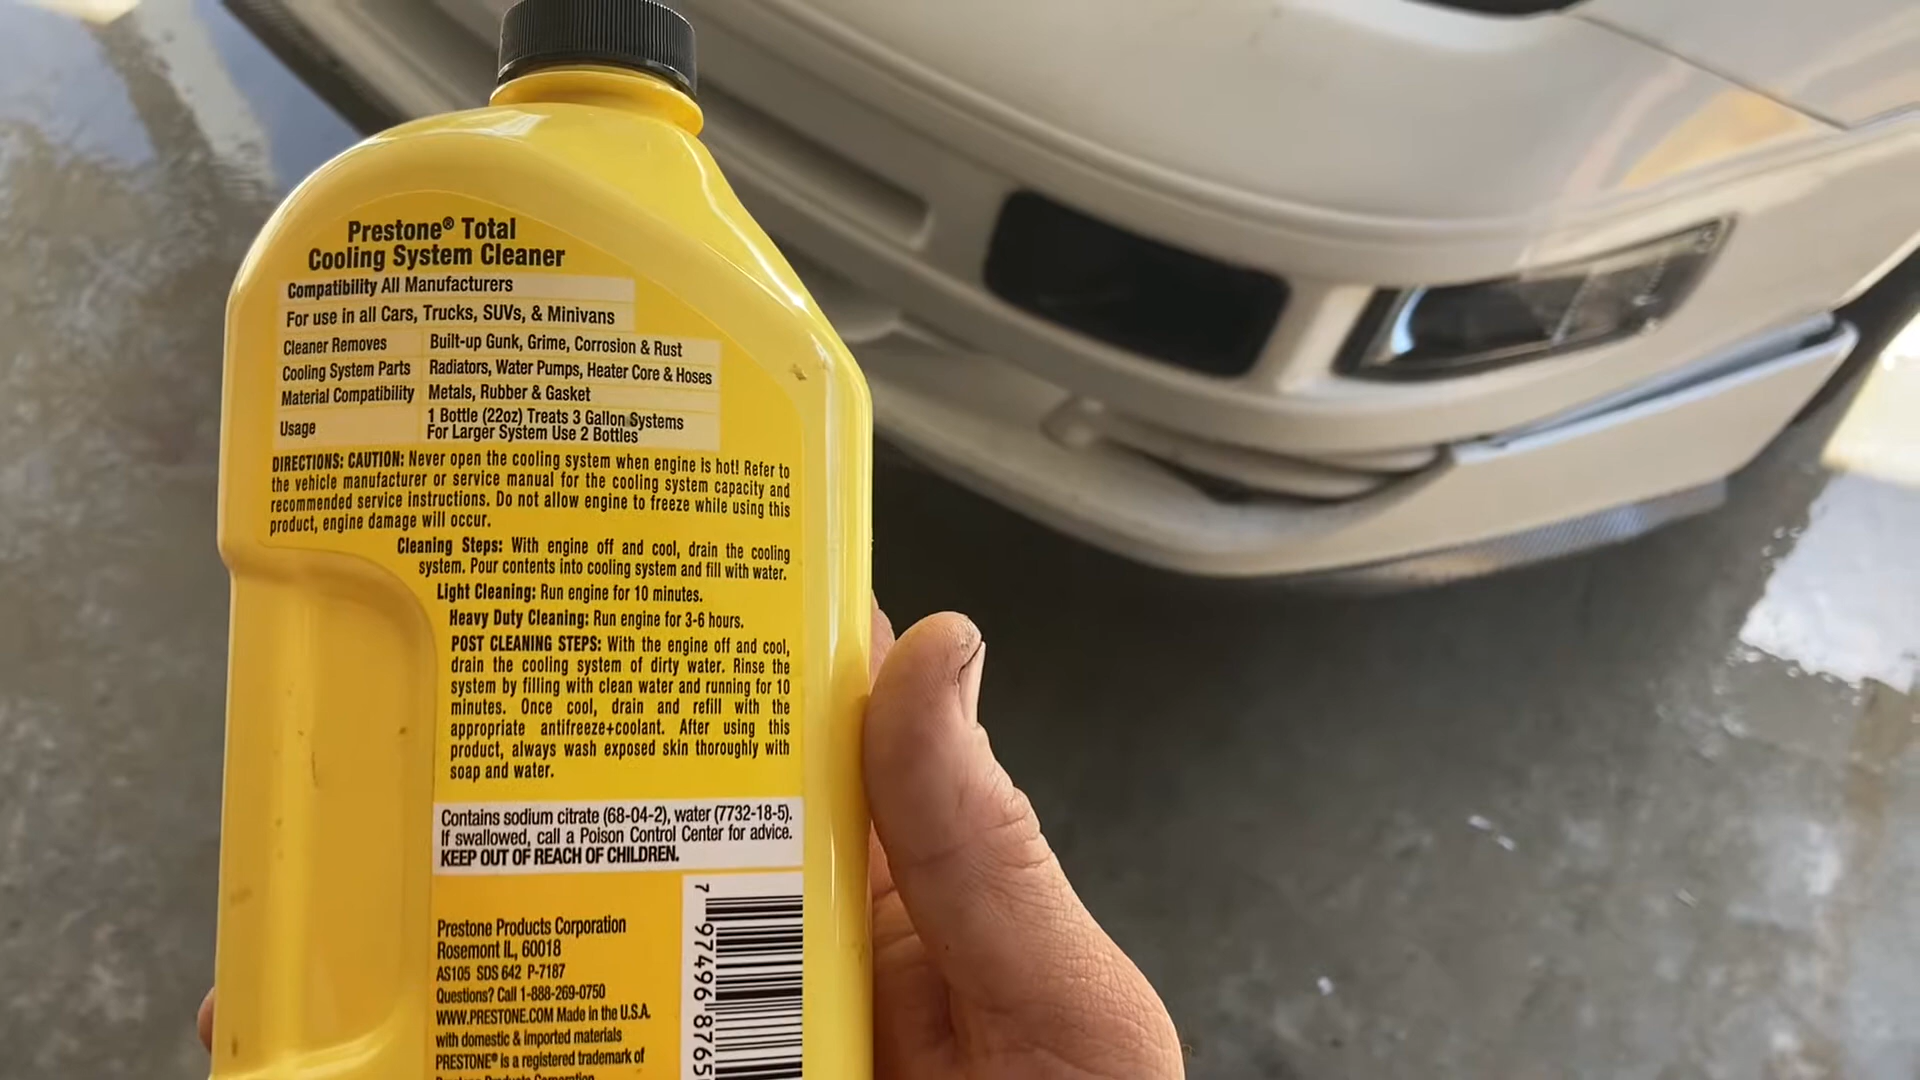 Prestone® Total
Cooling System Cleaner
Compatibility All Manufacturers
For use in all Cars, Trucks, SUVs, & Minivans
Cleaner Removes Built-up Gunk, Grime, Corrosion & Rust
Cooling System Parts Radiators, Water Pumps, Heater Core & Hoses
Material Compatibility Metals, Rubber & Gasket
Usage 1 Bottle (22oz) Treats 3 Gallon Systems
For Larger System Use 2 Bottles
DIRECTIONS: CAUTION: Never open the cooling system when engine is hot! Refer to
the vehicle manufacturer or service manual for the cooling system capacity and
recommended service instructions. Do not allow engine to freeze while using this
product, engine damage will occur.
Cleaning Steps: With engine off and cool, drain the cooling
system. Pour contents into cooling system and fill with water.
Light Cleaning: Run engine for 10 minutes.
Heavy Duty Cleaning: Run engine for 3-6 hours.
POST CLEANING STEPS: With the engine off and cool,
drain the cooling system of dirty water. Rinse the
system by filling with clean water and running for 10
minutes. Once cool, drain and refill with the
appropriate antifreeze+coolant. After using this
product, always wash exposed skin thoroughly with
soap and water.
Contains sodium citrate (68-04-2), water (7732-18-5).
If swallowed, call a Poison Control Center for advice.
KEEP OUT OF REACH OF CHILDREN.
Prestone Products Corporation
Rosemont IL, 60018
AS105 SDS 642 P-7187
Questions? Call 1-888-269-0750
WWW.PRESTONE.COM Made in the U.S.A.
with domestic & imported materials
PRESTONE® is a registered trademark of
Prestone Products Corporation
7 97496 8765